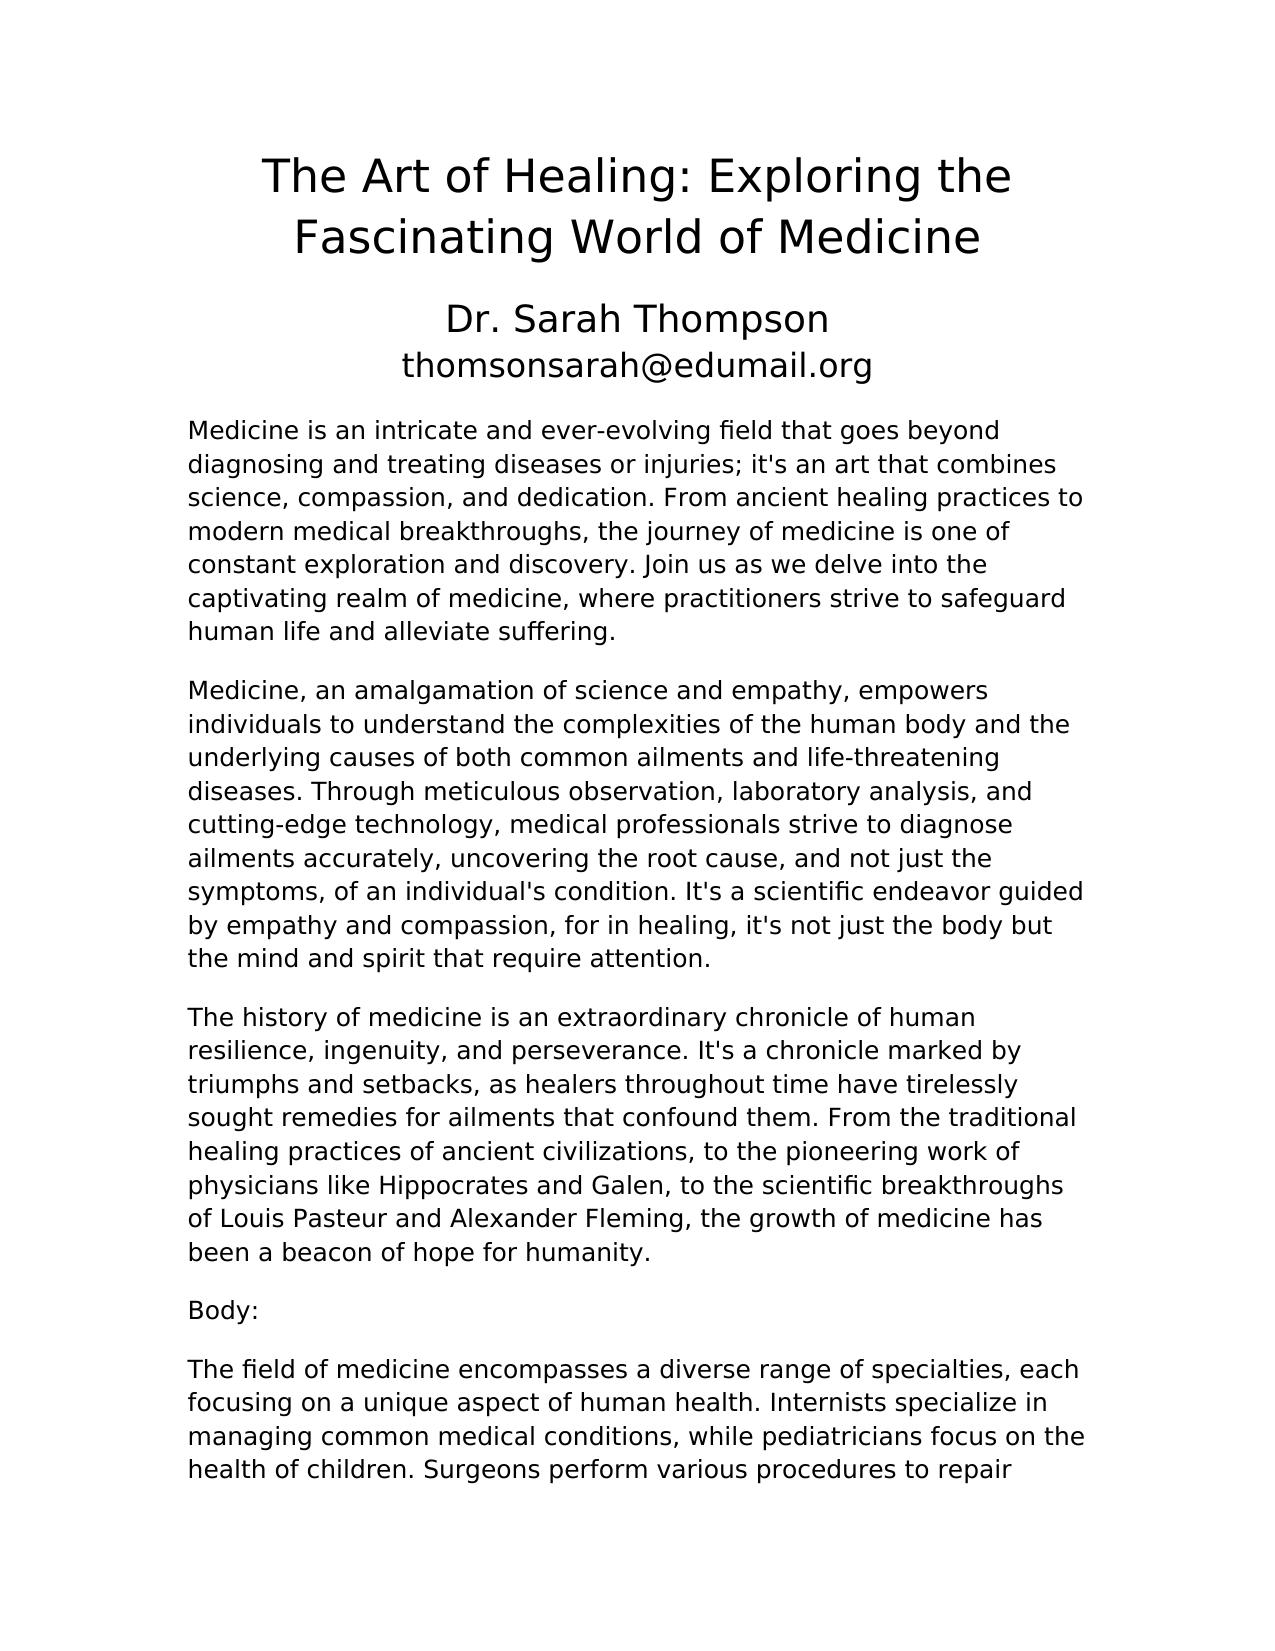 The Art of Healing: Exploring the
Fascinating World of Medicine
Dr. Sarah Thompson
thomsonsarah@edumail.org
Medicine is an intricate and ever-evolving field that goes beyond
diagnosing and treating diseases or injuries; it's an art that combines
science, compassion, and dedication. From ancient healing practices to
modern medical breakthroughs, the journey of medicine is one of
constant exploration and discovery. Join us as we delve into the
captivating realm of medicine, where practitioners strive to safeguard
human life and alleviate suffering.
Medicine, an amalgamation of science and empathy, empowers
individuals to understand the complexities of the human body and the
underlying causes of both common ailments and life-threatening
diseases. Through meticulous observation, laboratory analysis, and
cutting-edge technology, medical professionals strive to diagnose
ailments accurately, uncovering the root cause, and not just the
symptoms, of an individual's condition. It's a scientific endeavor guided
by empathy and compassion, for in healing, it's not just the body but
the mind and spirit that require attention.
The history of medicine is an extraordinary chronicle of human
resilience, ingenuity, and perseverance. It's a chronicle marked by
triumphs and setbacks, as healers throughout time have tirelessly
sought remedies for ailments that confound them. From the traditional
healing practices of ancient civilizations, to the pioneering work of
physicians like Hippocrates and Galen, to the scientific breakthroughs
of Louis Pasteur and Alexander Fleming, the growth of medicine has
been a beacon of hope for humanity.
Body:
The field of medicine encompasses a diverse range of specialties, each
focusing on a unique aspect of human health. Internists specialize in
managing common medical conditions, while pediatricians focus on the
health of children. Surgeons perform various procedures to repair